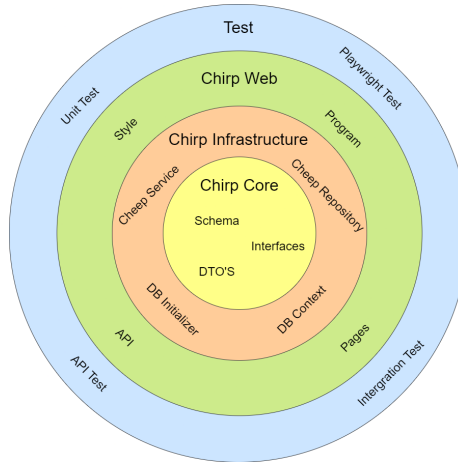 Test
Unit Test
Playwright Test
Chirp Web
Style
Program
Chirp Infrastructure
Cheep Service
Cheep Repository
Chirp Core
Schema
Interfaces
DTO'S
DB Initializer
DB Context
API
Pages
API Test
Intergration Test